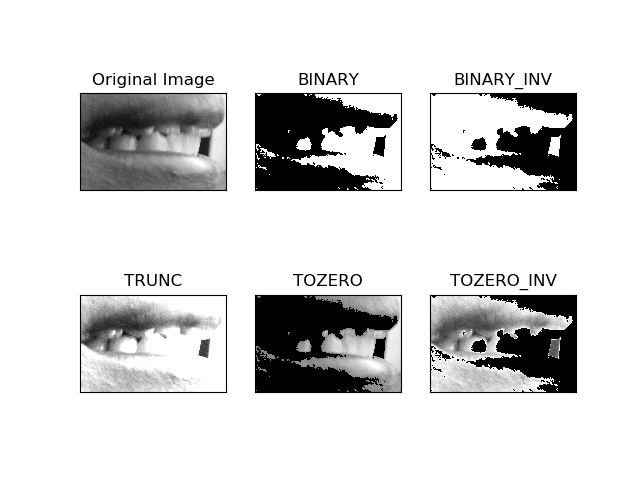 Original Image
BINARY
BINARY_INV
TRUNC
TOZERO
TOZERO_INV